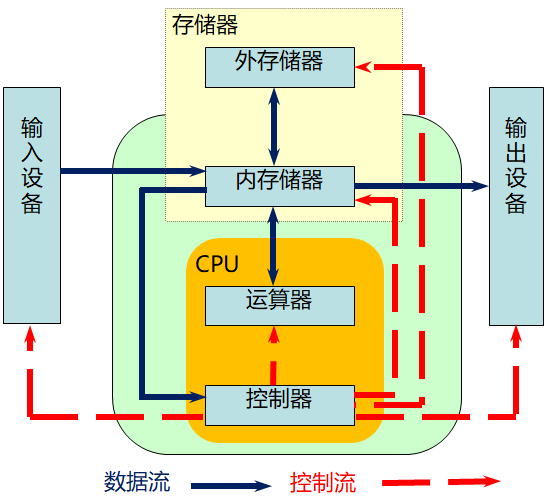 存储器
外存储器
输入设备
输出设备
内存储器
CPU
运算器
控制器
数据流
控制流